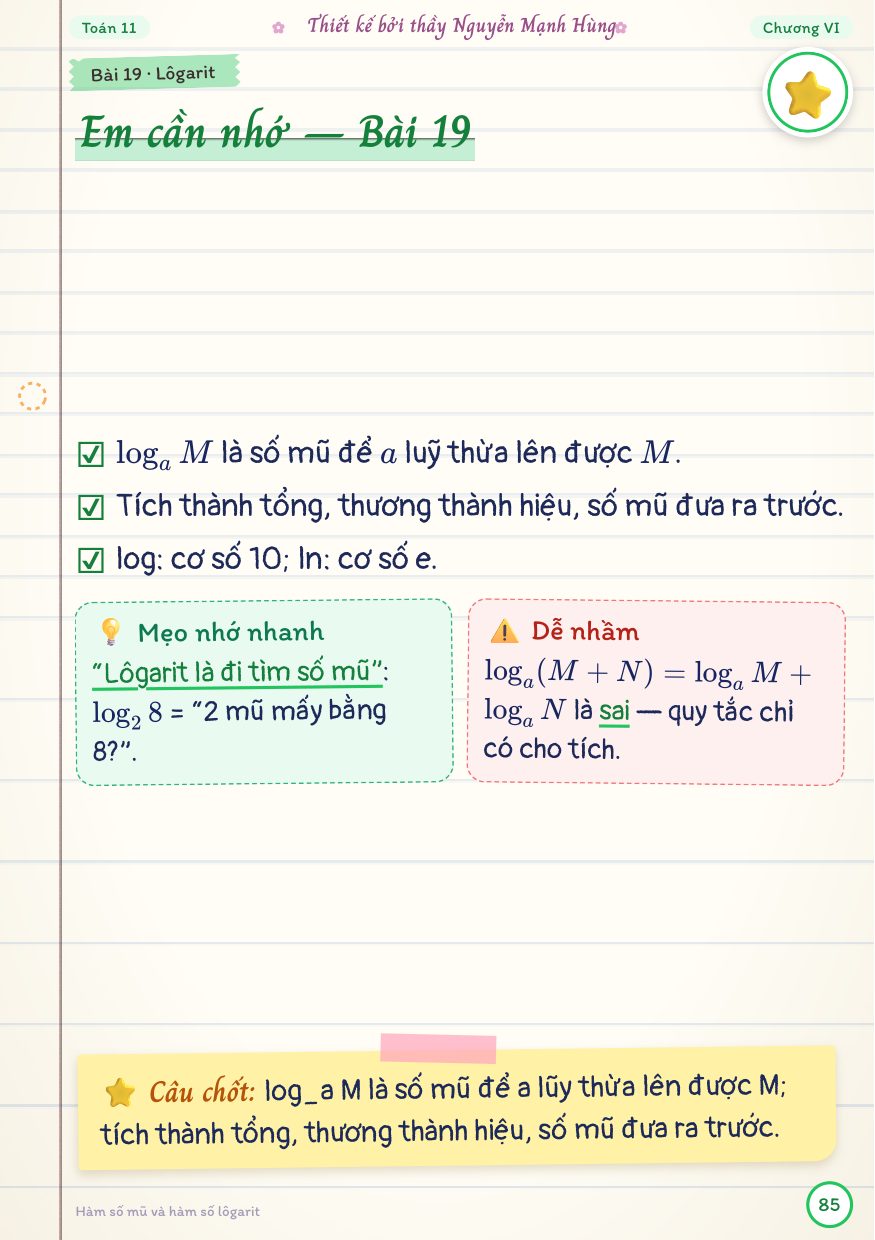 Toán 11
Thiết kế bởi thầy Nguyễn Mạnh Hùng
Chương VI
Bài 19 · Lôgarit
Em cần nhớ — Bài 19
logₐ M là số mũ để a luỹ thừa lên được M.
Tích thành tổng, thương thành hiệu, số mũ đưa ra trước.
log: cơ số 10; ln: cơ số e.
Mẹo nhớ nhanh
“Lôgarit là đi tìm số mũ”:
log₂ 8 = “2 mũ mấy bằng
8?”.
Dễ nhầm
logₐ(M + N) = logₐ M +
logₐ N là sai — quy tắc chỉ
có cho tích.
Câu chốt: log_a M là số mũ để a lũy thừa lên được M;
tích thành tổng, thương thành hiệu, số mũ đưa ra trước.
Hàm số mũ và hàm số lôgarit
85